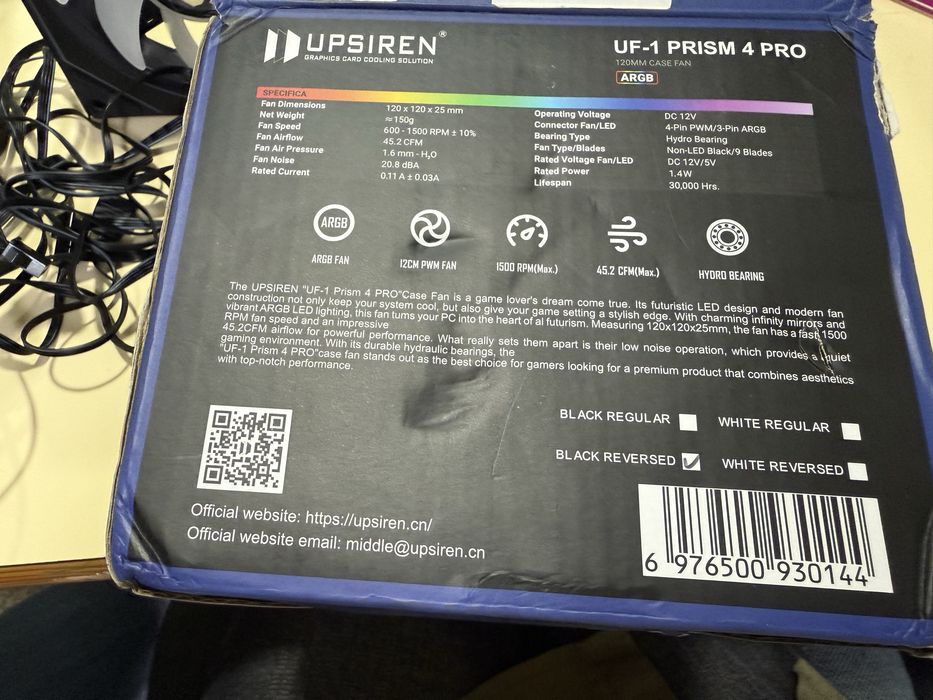 UPSIREN®
GRAPHICS CARD COOLING SOLUTION
UF-1 PRISM 4 PRO
120MM CASE FAN
ARGB
SPECIFICA
Fan Dimensions 120 x 120 x 25 mm
Net Weight ≈150g
Fan Speed 600 - 1500 RPM ± 10%
Fan Airflow 45.2 CFM
Fan Air Pressure 1.6 mm - H₂O
Fan Noise 20.8 dBA
Rated Current 0.11 A ± 0.03A
Operating Voltage DC 12V
Connector Fan/LED 4-Pin PWM/3-Pin ARGB
Bearing Type Hydro Bearing
Fan Type/Blades Non-LED Black/9 Blades
Rated Voltage Fan/LED DC 12V/5V
Rated Power 1.4W
Lifespan 30,000 Hrs.
ARGB
ARGB FAN
12CM PWM FAN
1500 RPM(Max.)
45.2 CFM(Max.)
HYDRO BEARING
The UPSIREN "UF-1 Prism 4 PRO"Case Fan is a game lover's dream come true. Its futuristic LED design and modern fan
construction not only keep your system cool, but also give your game setting a stylish edge. With charming infinity mirrors and
vibrant ARGB LED lighting, this fan turns your PC into the heart of al futurism. Measuring 120x120x25mm, the fan has a fast 1500
RPM fan speed and an impressive
45.2CFM airflow for powerful performance. What really sets them apart is their low noise operation, which provides a quiet
gaming environment. With its durable hydraulic bearings, the
"UF-1 Prism 4 PRO"case fan stands out as the best choice for gamers looking for a premium product that combines aesthetics
with top-notch performance.
BLACK REGULAR
WHITE REGULAR
BLACK REVERSED
WHITE REVERSED
Official website: https://upsiren.cn/
Official website email: middle@upsiren.cn
6 976500 930144